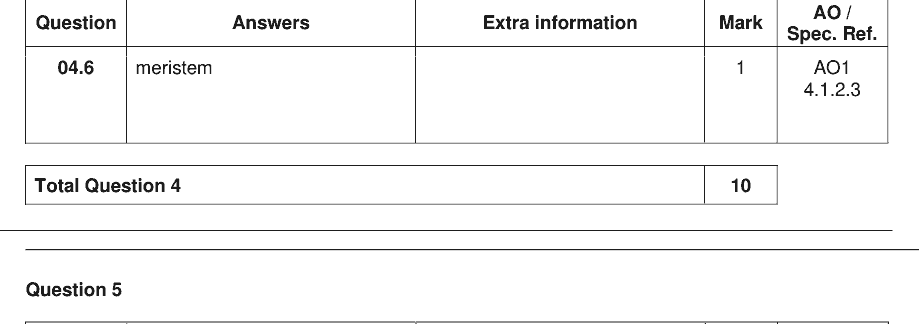 Question Answers Extra information Mark AO /
Spec. Ref.
04.6 meristem 1 AO1
4.1.2.3
Total Question 4 10
Question 5